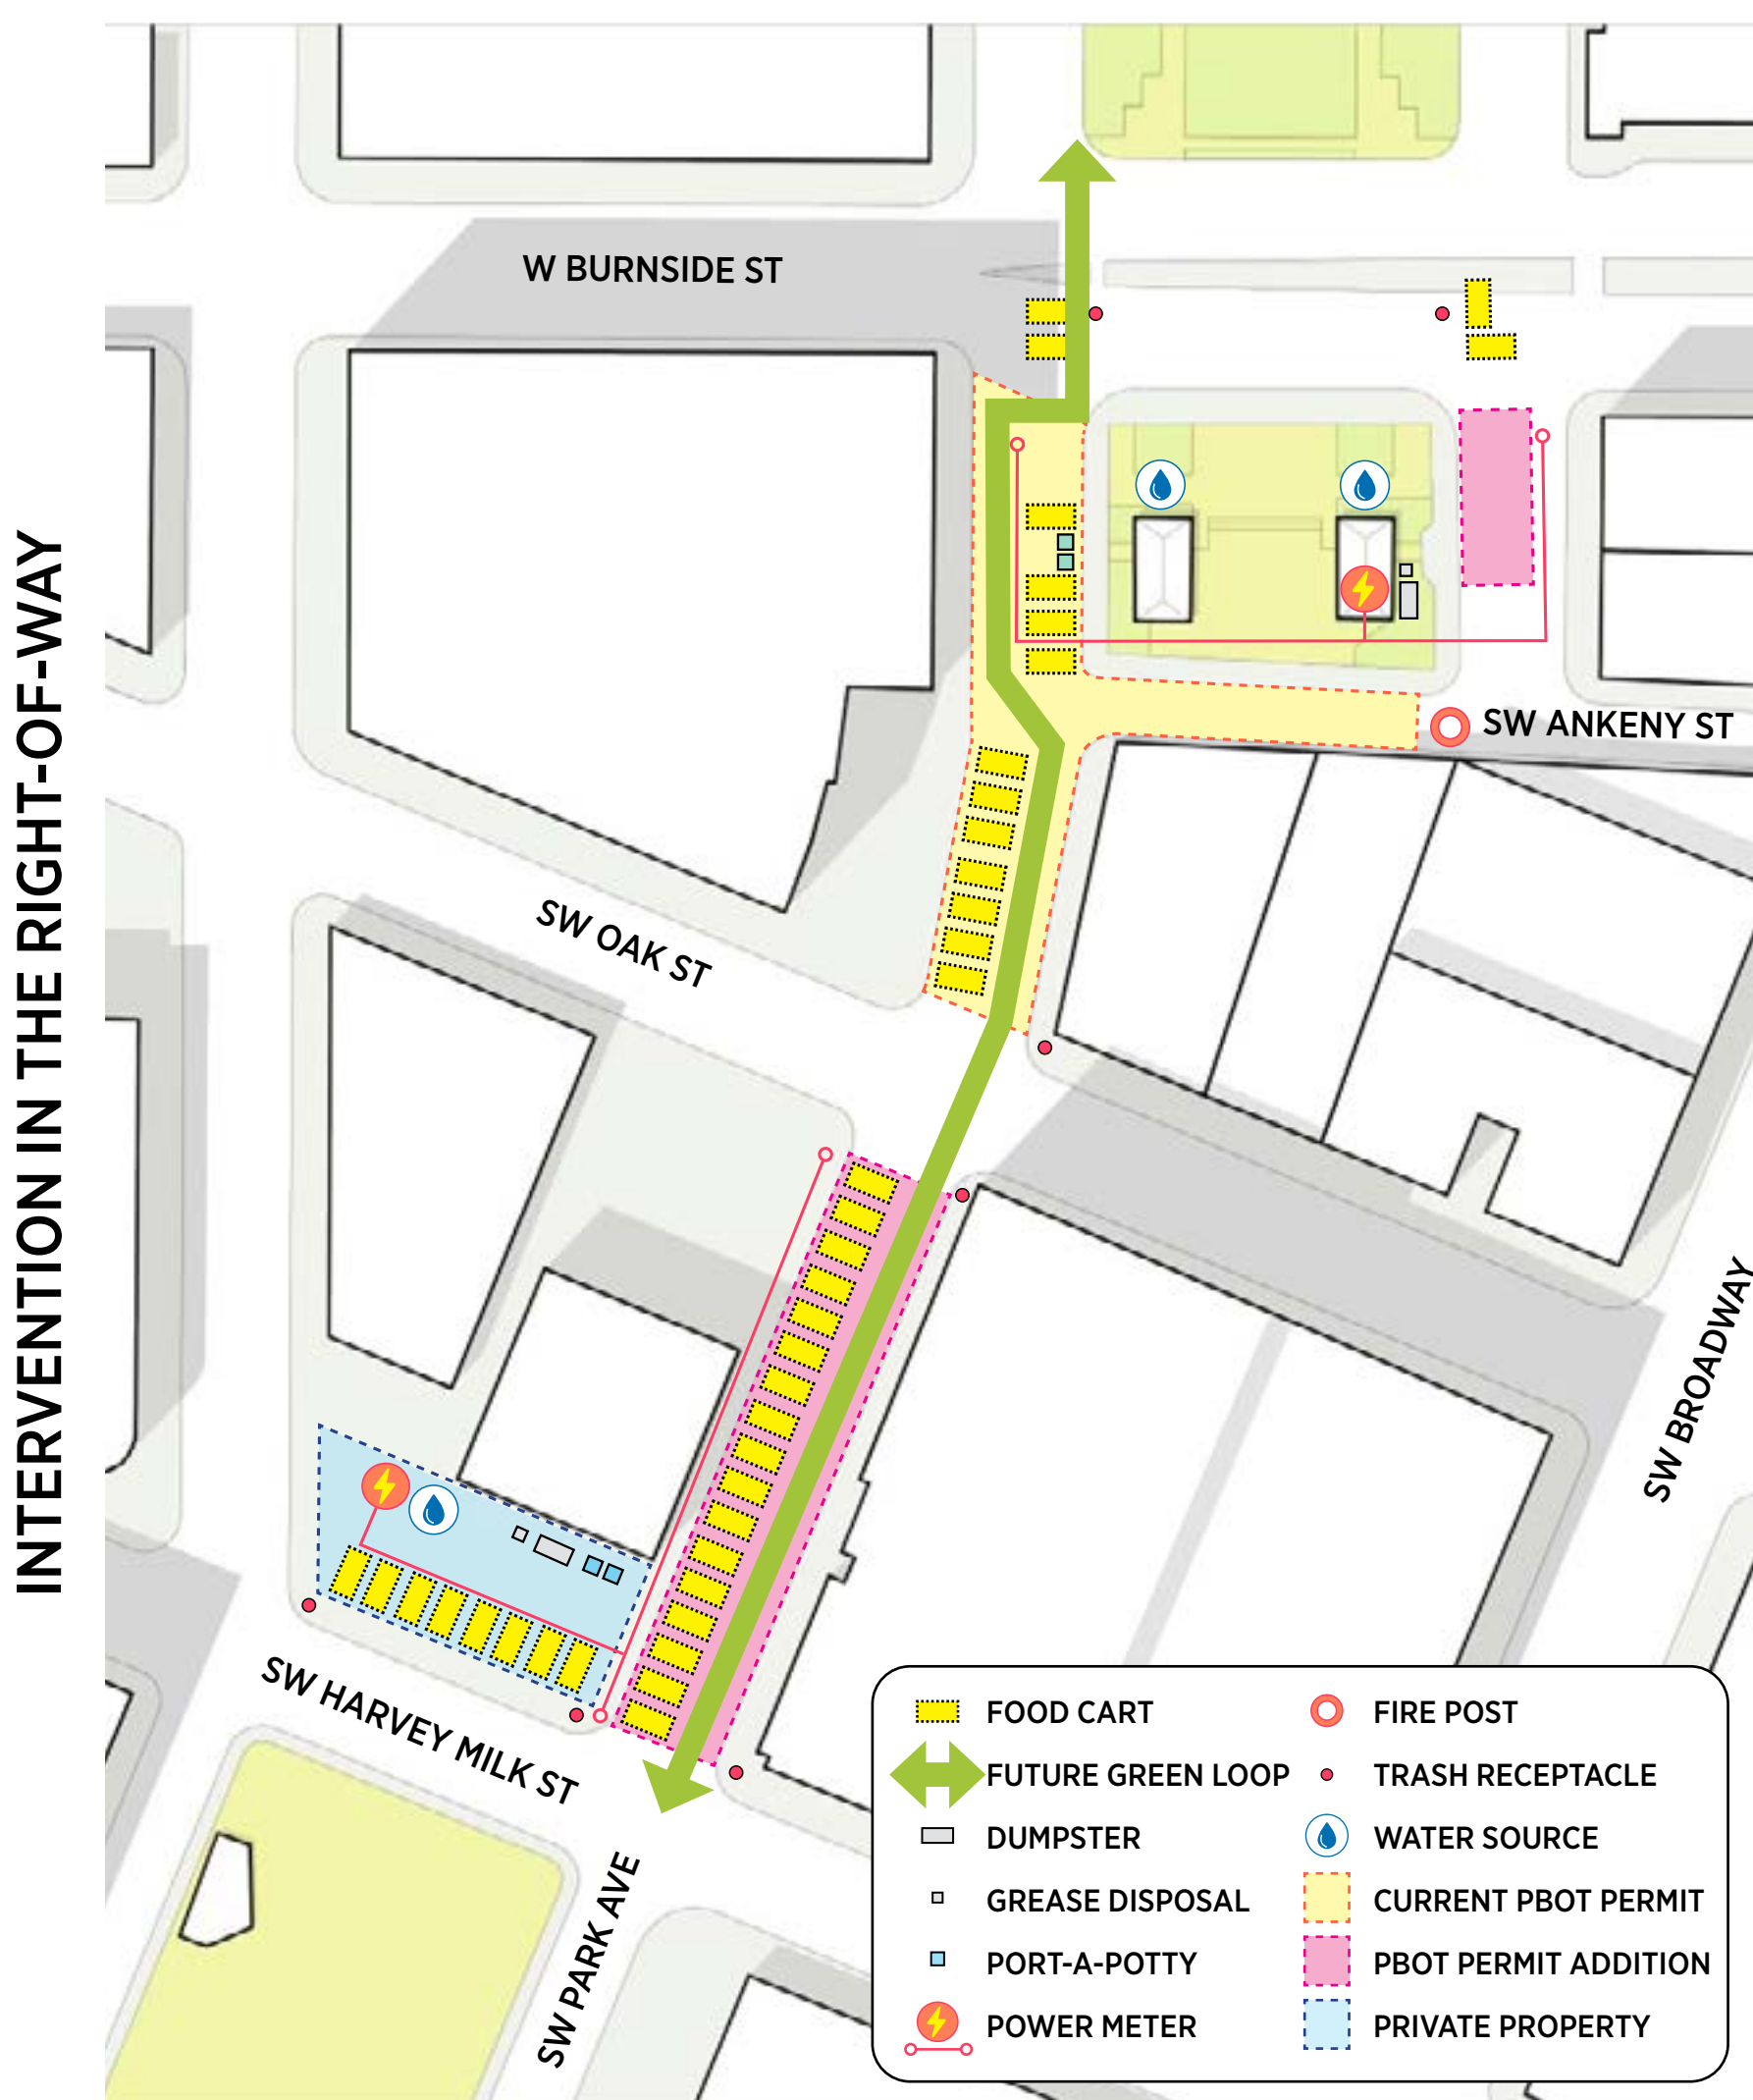 INTERVENTION IN THE RIGHT-OF-WAY
W BURNSIDE ST
SW ANKENY ST
SW OAK ST
SW BROADWAY
SW HARVEY MILK ST
SW PARK AVE
FOOD CART
FUTURE GREEN LOOP
DUMPSTER
GREASE DISPOSAL
PORT-A-POTTY
POWER METER
FIRE POST
TRASH RECEPTACLE
WATER SOURCE
CURRENT PBOT PERMIT
PBOT PERMIT ADDITION
PRIVATE PROPERTY